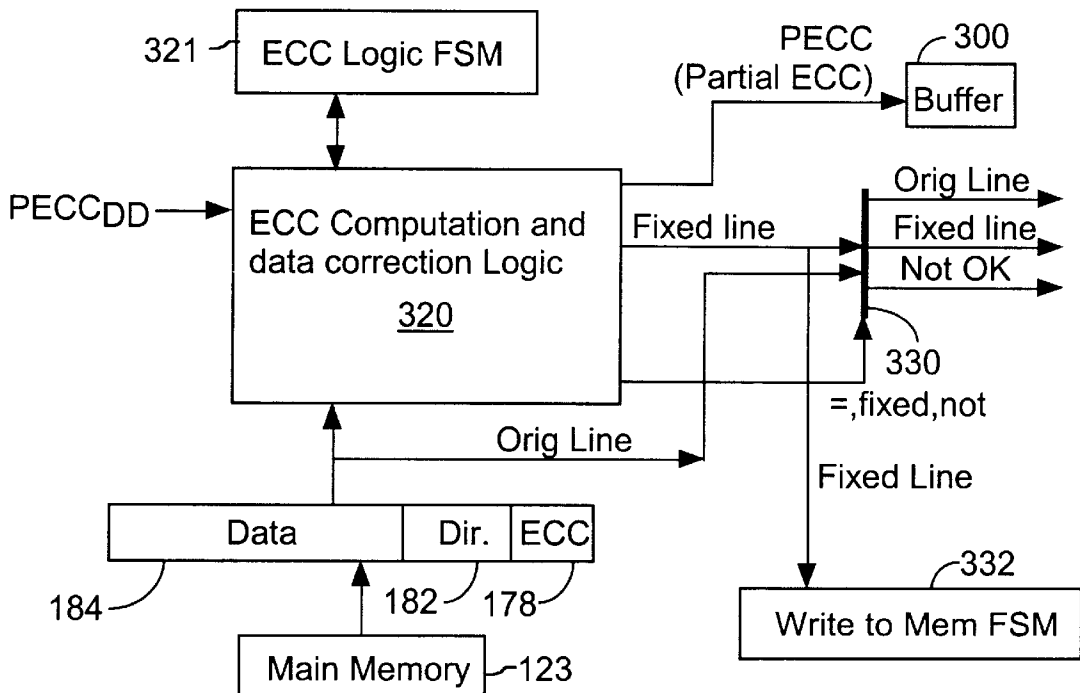 321
ECC Logic FSM
PECC
(Partial ECC)
300
Buffer
PECCDD
ECC Computation and
data correction Logic
320
Fixed line
Orig Line
Fixed line
Not OK
330
=,fixed,not
Orig Line
Fixed Line
Data
Dir.
ECC
184
182
178
332
Write to Mem FSM
Main Memory
123